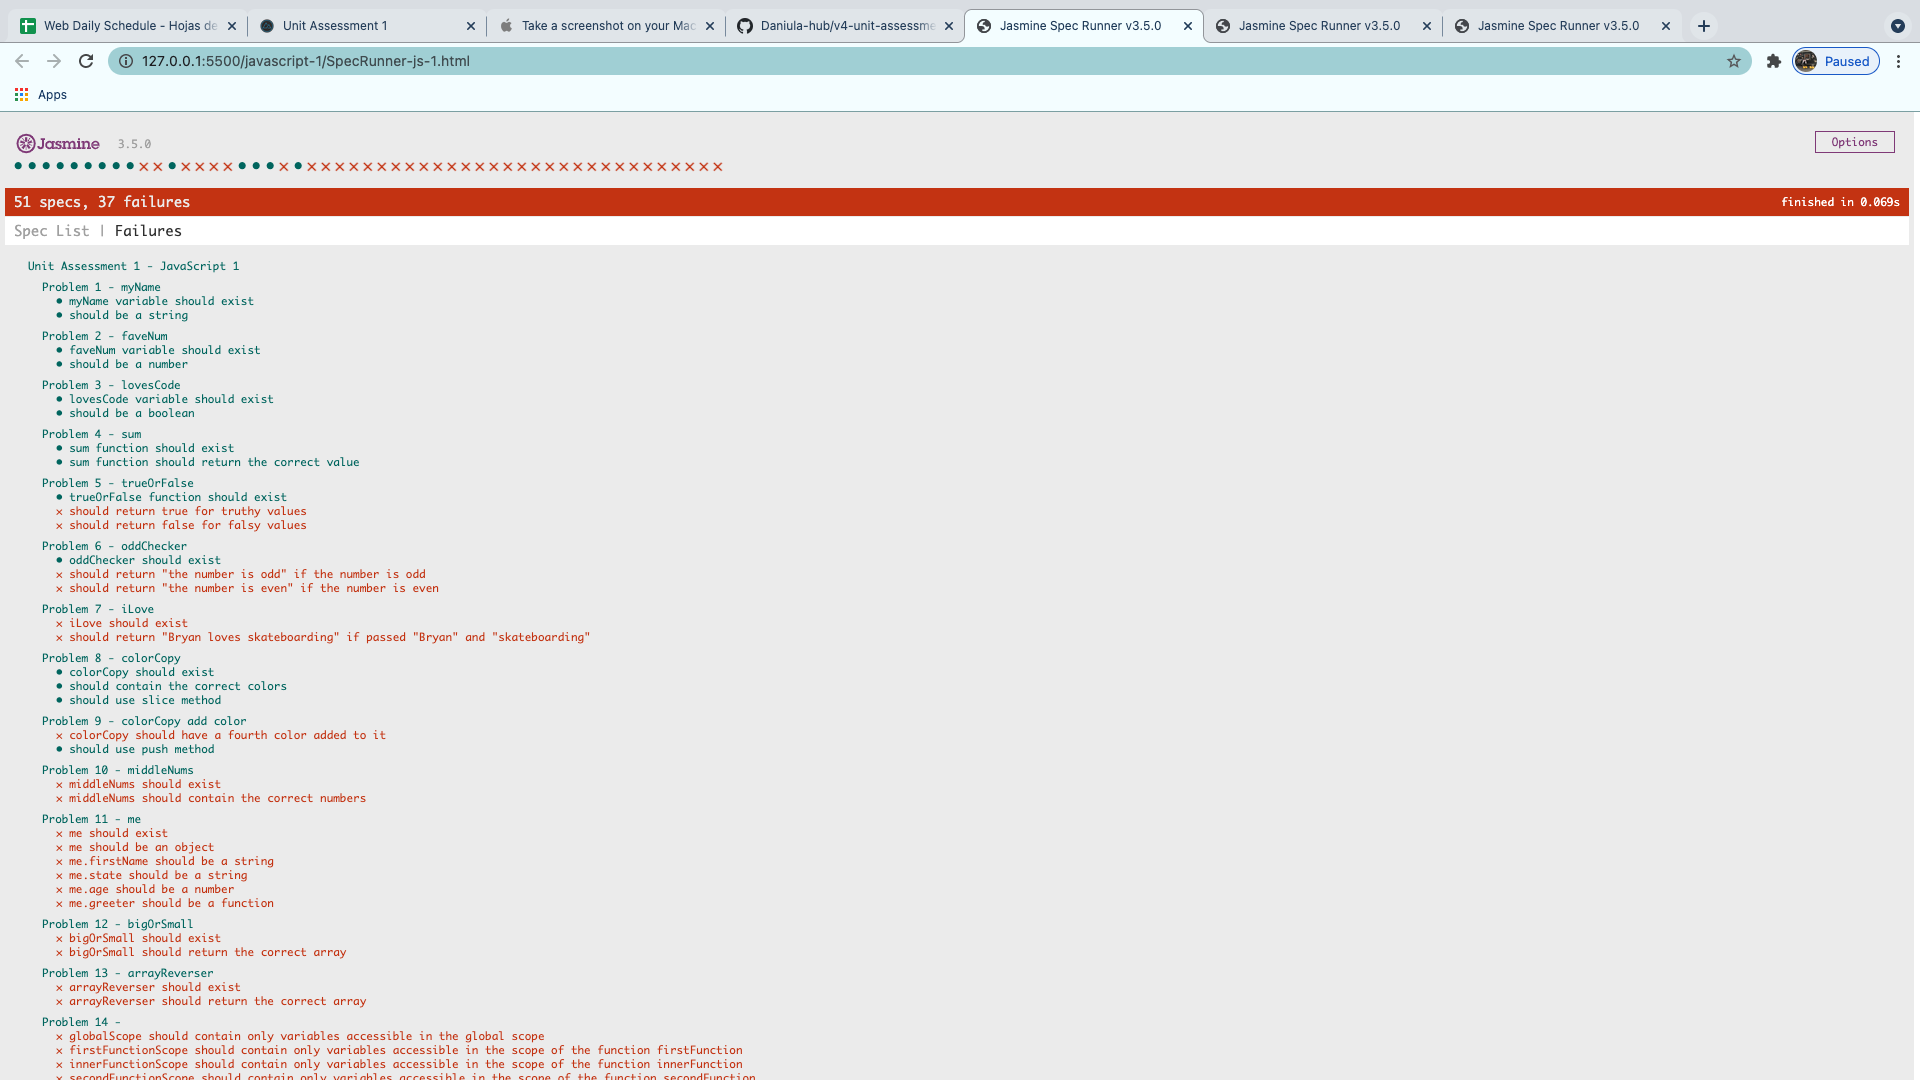 Web Daily Schedule - Hojas de
Unit Assessment 1
Take a screenshot on your Mac
Daniula-hub/v4-unit-assessme
Jasmine Spec Runner v3.5.0
Jasmine Spec Runner v3.5.0
Jasmine Spec Runner v3.5.0
127.0.0.1:5500/javascript-1/SpecRunner-js-1.html
Paused
Apps
Jasmine 3.5.0
Options
51 specs, 37 failures
finished in 0.069s
Spec List | Failures
Unit Assessment 1 - JavaScript 1
Problem 1 - myName
• myName variable should exist
• should be a string
Problem 2 - faveNum
• faveNum variable should exist
• should be a number
Problem 3 - lovesCode
• lovesCode variable should exist
• should be a boolean
Problem 4 - sum
• sum function should exist
• sum function should return the correct value
Problem 5 - trueOrFalse
• trueOrFalse function should exist
× should return true for truthy values
× should return false for falsy values
Problem 6 - oddChecker
• oddChecker should exist
× should return "the number is odd" if the number is odd
× should return "the number is even" if the number is even
Problem 7 - iLove
× iLove should exist
× should return "Bryan loves skateboarding" if passed "Bryan" and "skateboarding"
Problem 8 - colorCopy
• colorCopy should exist
• should contain the correct colors
• should use slice method
Problem 9 - colorCopy add color
× colorCopy should have a fourth color added to it
• should use push method
Problem 10 - middleNums
× middleNums should exist
× middleNums should contain the correct numbers
Problem 11 - me
× me should exist
× me should be an object
× me.firstName should be a string
× me.state should be a string
× me.age should be a number
× me.greeter should be a function
Problem 12 - bigOrSmall
× bigOrSmall should exist
× bigOrSmall should return the correct array
Problem 13 - arrayReverser
× arrayReverser should exist
× arrayReverser should return the correct array
Problem 14 -
× globalScope should contain only variables accessible in the global scope
× firstFunctionScope should contain only variables accessible in the scope of the function firstFunction
× innerFunctionScope should contain only variables accessible in the scope of the function innerFunction
× secondFunctionScope should contain only variables accessible in the scope of the function secondFunction